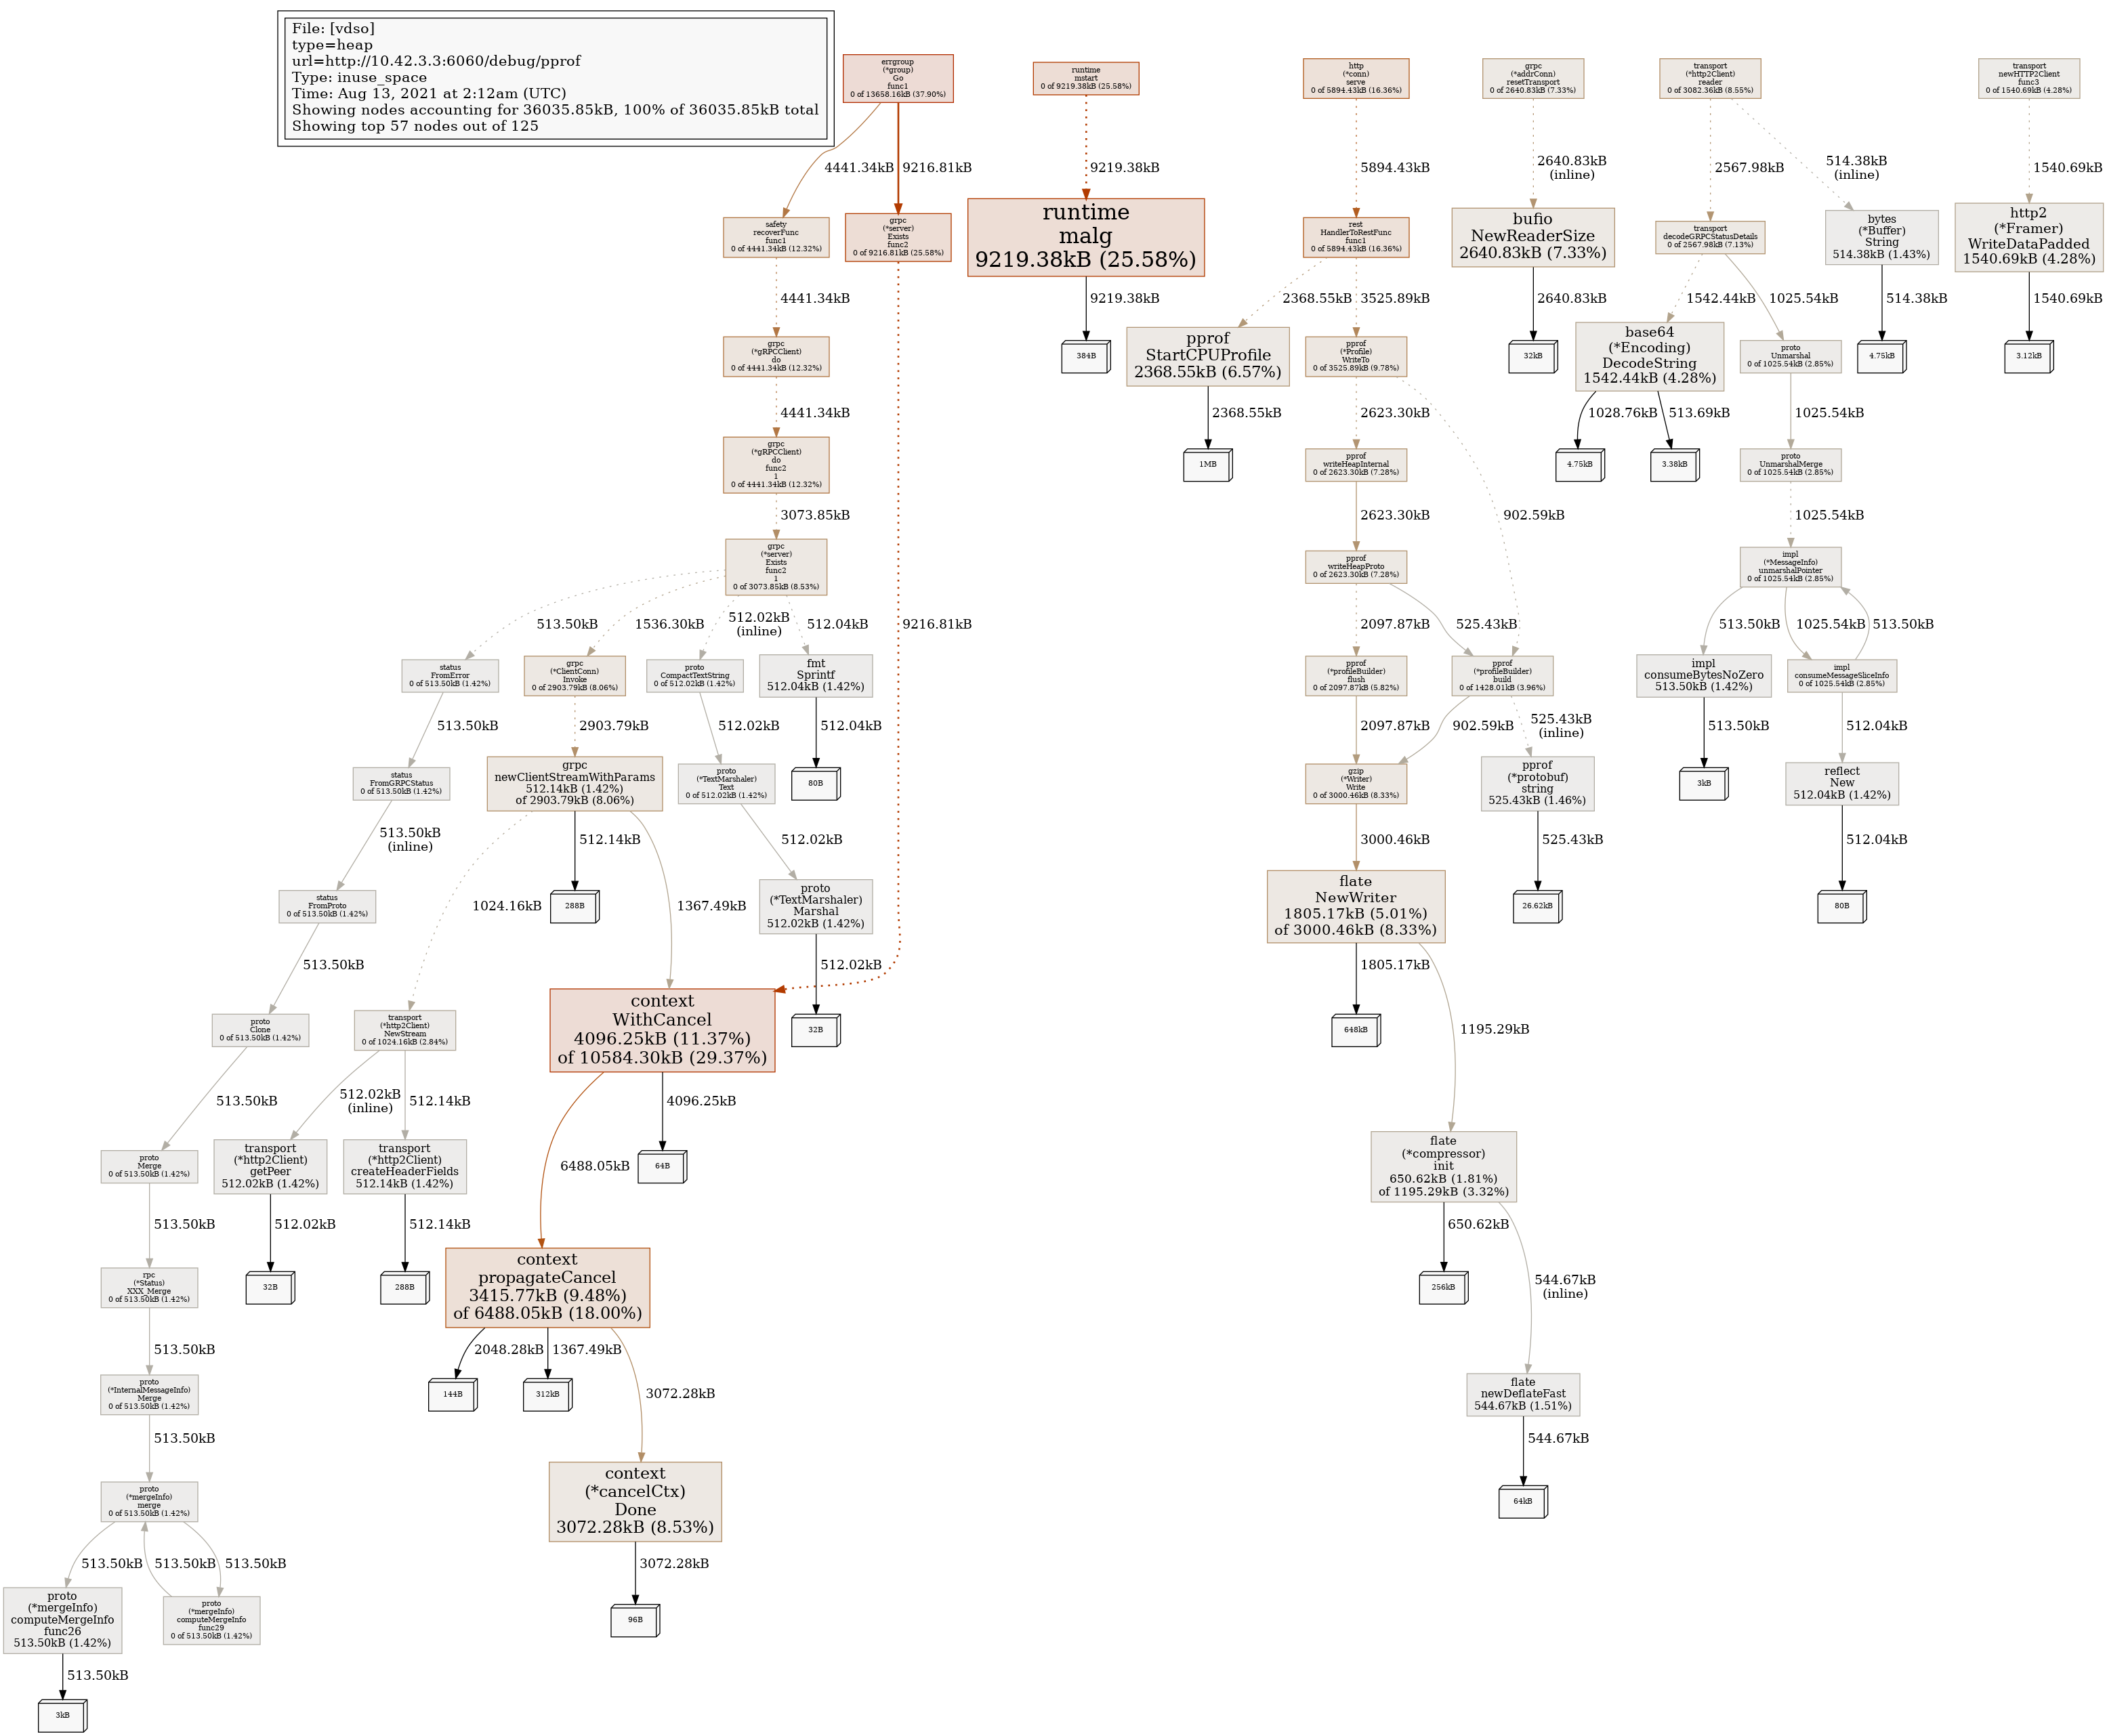 File: [vdso]
type=heap
url=http://10.42.3.3:6060/debug/pprof
Type: inuse_space
Time: Aug 13, 2021 at 2:12am (UTC)
Showing nodes accounting for 36035.85kB, 100% of 36035.85kB total
Showing top 57 nodes out of 125
errgroup
(*group)
Go
func1
0 of 13658.16kB (37.90%)
runtime
mstart
0 of 9219.38kB (25.58%)
http
(*conn)
serve
0 of 5894.43kB (16.36%)
grpc
(*addrConn)
resetTransport
0 of 2640.83kB (7.33%)
transport
(*http2Client)
reader
0 of 3082.36kB (8.55%)
transport
newHTTP2Client
func3
0 of 1540.69kB (4.28%)
4441.34kB
9216.81kB
9219.38kB
5894.43kB
2640.83kB
(inline)
2567.98kB
514.38kB
(inline)
1540.69kB
safety
recoverFunc
func1
0 of 4441.34kB (12.32%)
grpc
(*server)
Exists
func2
0 of 9216.81kB (25.58%)
runtime
malg
9219.38kB (25.58%)
rest
HandlerToRestFunc
func1
0 of 5894.43kB (16.36%)
bufio
NewReaderSize
2640.83kB (7.33%)
transport
decodeGRPCStatusDetails
0 of 2567.98kB (7.13%)
bytes
(*Buffer)
String
514.38kB (1.43%)
http2
(*Framer)
WriteDataPadded
1540.69kB (4.28%)
4441.34kB
9219.38kB
2368.55kB
3525.89kB
2640.83kB
1542.44kB
1025.54kB
514.38kB
1540.69kB
grpc
(*gRPCClient)
do
0 of 4441.34kB (12.32%)
384B
pprof
StartCPUProfile
2368.55kB (6.57%)
pprof
(*Profile)
WriteTo
0 of 3525.89kB (9.78%)
32kB
base64
(*Encoding)
DecodeString
1542.44kB (4.28%)
proto
Unmarshal
0 of 1025.54kB (2.85%)
4.75kB
3.12kB
4441.34kB
2368.55kB
2623.30kB
1028.76kB
513.69kB
1025.54kB
grpc
(*gRPCClient)
do
func2
1
0 of 4441.34kB (12.32%)
1MB
pprof
writeHeapInternal
0 of 2623.30kB (7.28%)
4.75kB
3.38kB
proto
UnmarshalMerge
0 of 1025.54kB (2.85%)
3073.85kB
2623.30kB
902.59kB
1025.54kB
grpc
(*server)
Exists
func2
1
0 of 3073.85kB (8.53%)
pprof
writeHeapProto
0 of 2623.30kB (7.28%)
impl
(*MessageInfo)
unmarshalPointer
0 of 1025.54kB (2.85%)
513.50kB
1536.30kB
512.02kB
(inline)
512.04kB
9216.81kB
2097.87kB
525.43kB
513.50kB
1025.54kB
513.50kB
status
FromError
0 of 513.50kB (1.42%)
grpc
(*ClientConn)
Invoke
0 of 2903.79kB (8.06%)
proto
CompactTextString
0 of 512.02kB (1.42%)
fmt
Sprintf
512.04kB (1.42%)
pprof
(*profileBuilder)
flush
0 of 2097.87kB (5.82%)
pprof
(*profileBuilder)
build
0 of 1428.01kB (3.96%)
impl
consumeBytesNoZero
513.50kB (1.42%)
impl
consumeMessageSliceInfo
0 of 1025.54kB (2.85%)
513.50kB
2903.79kB
512.02kB
512.04kB
2097.87kB
902.59kB
525.43kB
(inline)
513.50kB
512.04kB
status
FromGRPCStatus
0 of 513.50kB (1.42%)
grpc
newClientStreamWithParams
512.14kB (1.42%)
of 2903.79kB (8.06%)
proto
(*TextMarshaler)
Text
0 of 512.02kB (1.42%)
80B
gzip
(*Writer)
Write
0 of 3000.46kB (8.33%)
pprof
(*protobuf)
string
525.43kB (1.46%)
3kB
reflect
New
512.04kB (1.42%)
513.50kB
(inline)
512.14kB
512.02kB
3000.46kB
525.43kB
512.04kB
status
FromProto
0 of 513.50kB (1.42%)
1024.16kB
288B
1367.49kB
proto
(*TextMarshaler)
Marshal
512.02kB (1.42%)
flate
NewWriter
1805.17kB (5.01%)
of 3000.46kB (8.33%)
26.62kB
80B
513.50kB
512.02kB
1805.17kB
proto
Clone
0 of 513.50kB (1.42%)
transport
(*http2Client)
NewStream
0 of 1024.16kB (2.84%)
context
WithCancel
4096.25kB (11.37%)
of 10584.30kB (29.37%)
32B
648kB
1195.29kB
513.50kB
512.02kB
(inline)
512.14kB
4096.25kB
proto
Merge
0 of 513.50kB (1.42%)
transport
(*http2Client)
getPeer
512.02kB (1.42%)
transport
(*http2Client)
createHeaderFields
512.14kB (1.42%)
6488.05kB
64B
flate
(*compressor)
init
650.62kB (1.81%)
of 1195.29kB (3.32%)
513.50kB
512.02kB
512.14kB
650.62kB
rpc
(*Status)
XXX_Merge
0 of 513.50kB (1.42%)
32B
288B
context
propagateCancel
3415.77kB (9.48%)
of 6488.05kB (18.00%)
256kB
544.67kB
(inline)
513.50kB
2048.28kB
1367.49kB
proto
(*InternalMessageInfo)
Merge
0 of 513.50kB (1.42%)
144B
312kB
3072.28kB
flate
newDeflateFast
544.67kB (1.51%)
513.50kB
544.67kB
proto
(*mergeInfo)
merge
0 of 513.50kB (1.42%)
context
(*cancelCtx)
Done
3072.28kB (8.53%)
64kB
513.50kB
513.50kB
513.50kB
3072.28kB
proto
(*mergeInfo)
computeMergeInfo
func26
513.50kB (1.42%)
proto
(*mergeInfo)
computeMergeInfo
func29
0 of 513.50kB (1.42%)
96B
513.50kB
3kB